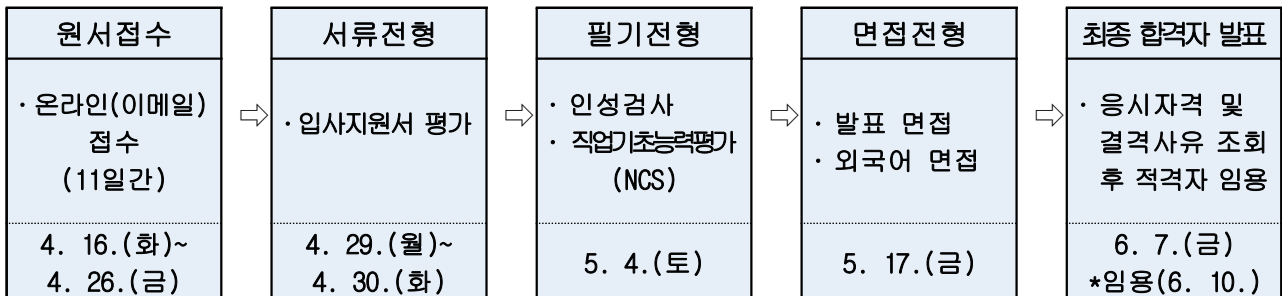 원서접수
· 온라인(이메일)
접수
(11일간)
4. 16.(화)~
4. 26.(금)
⇨
서류전형
· 입사지원서 평가
4. 29.(월)~
4. 30.(화)
⇨
필기전형
· 인성검사
· 직업기초능력평가
(NCS)
5. 4.(토)
⇨
면접전형
· 발표 면접
· 외국어 면접
5. 17.(금)
⇨
최종 합격자 발표
· 응시자격 및
결격사유 조회
후 적격자 임용
6. 7.(금)
*임용(6. 10.)